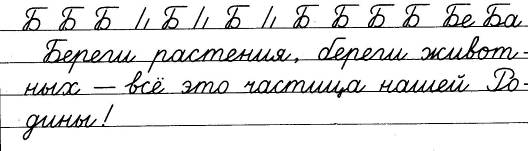 Б Б Б /, Б /, Б /, Б Б Б Б Бе Ба
Береги растения, береги живот-
ных — всё это частица нашей Ро-
дины!